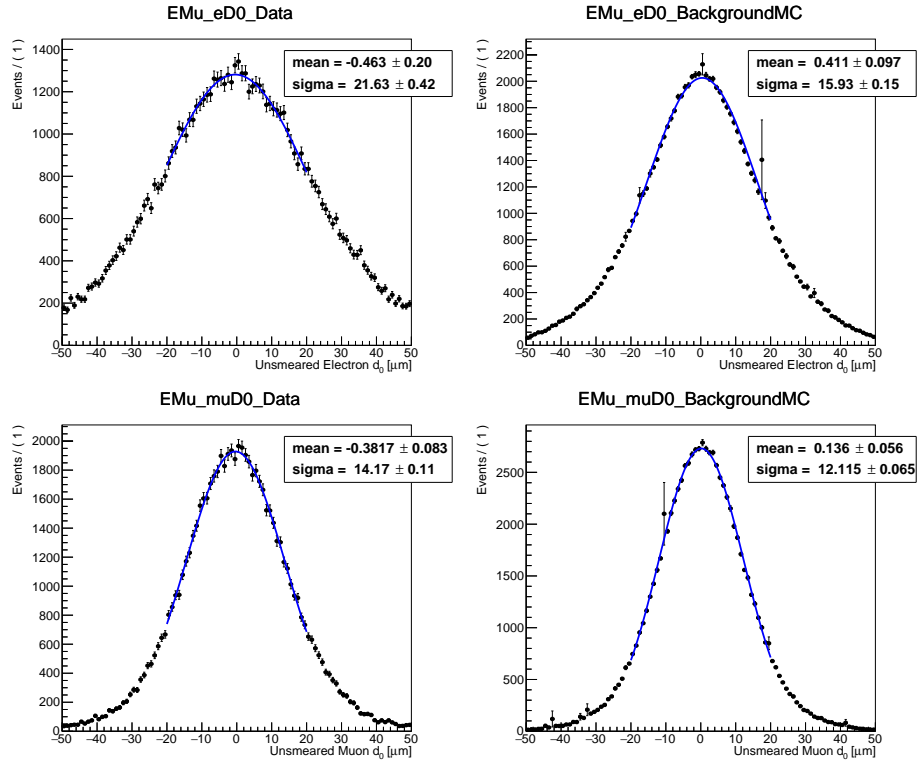 EMu_eD0_Data
Events / ( 1 )
mean = -0.463 ± 0.20
sigma = 21.63 ± 0.42
1400
1200
1000
800
600
400
200
0
−50 −40 −30 −20 −10 0 10 20 30 40 50
Unsmeared Electron d0 [μm]
EMu_eD0_BackgroundMC
Events / ( 1 )
mean = 0.411 ± 0.097
sigma = 15.93 ± 0.15
2200
2000
1800
1600
1400
1200
1000
800
600
400
200
0
−50 −40 −30 −20 −10 0 10 20 30 40 50
Unsmeared Electron d0 [μm]
EMu_muD0_Data
Events / ( 1 )
mean = -0.3817 ± 0.083
sigma = 14.17 ± 0.11
2000
1800
1600
1400
1200
1000
800
600
400
200
0
−50 −40 −30 −20 −10 0 10 20 30 40 50
Unsmeared Muon d0 [μm]
EMu_muD0_BackgroundMC
Events / ( 1 )
mean = 0.136 ± 0.056
sigma = 12.115 ± 0.065
2500
2000
1500
1000
500
0
−50 −40 −30 −20 −10 0 10 20 30 40 50
Unsmeared Muon d0 [μm]